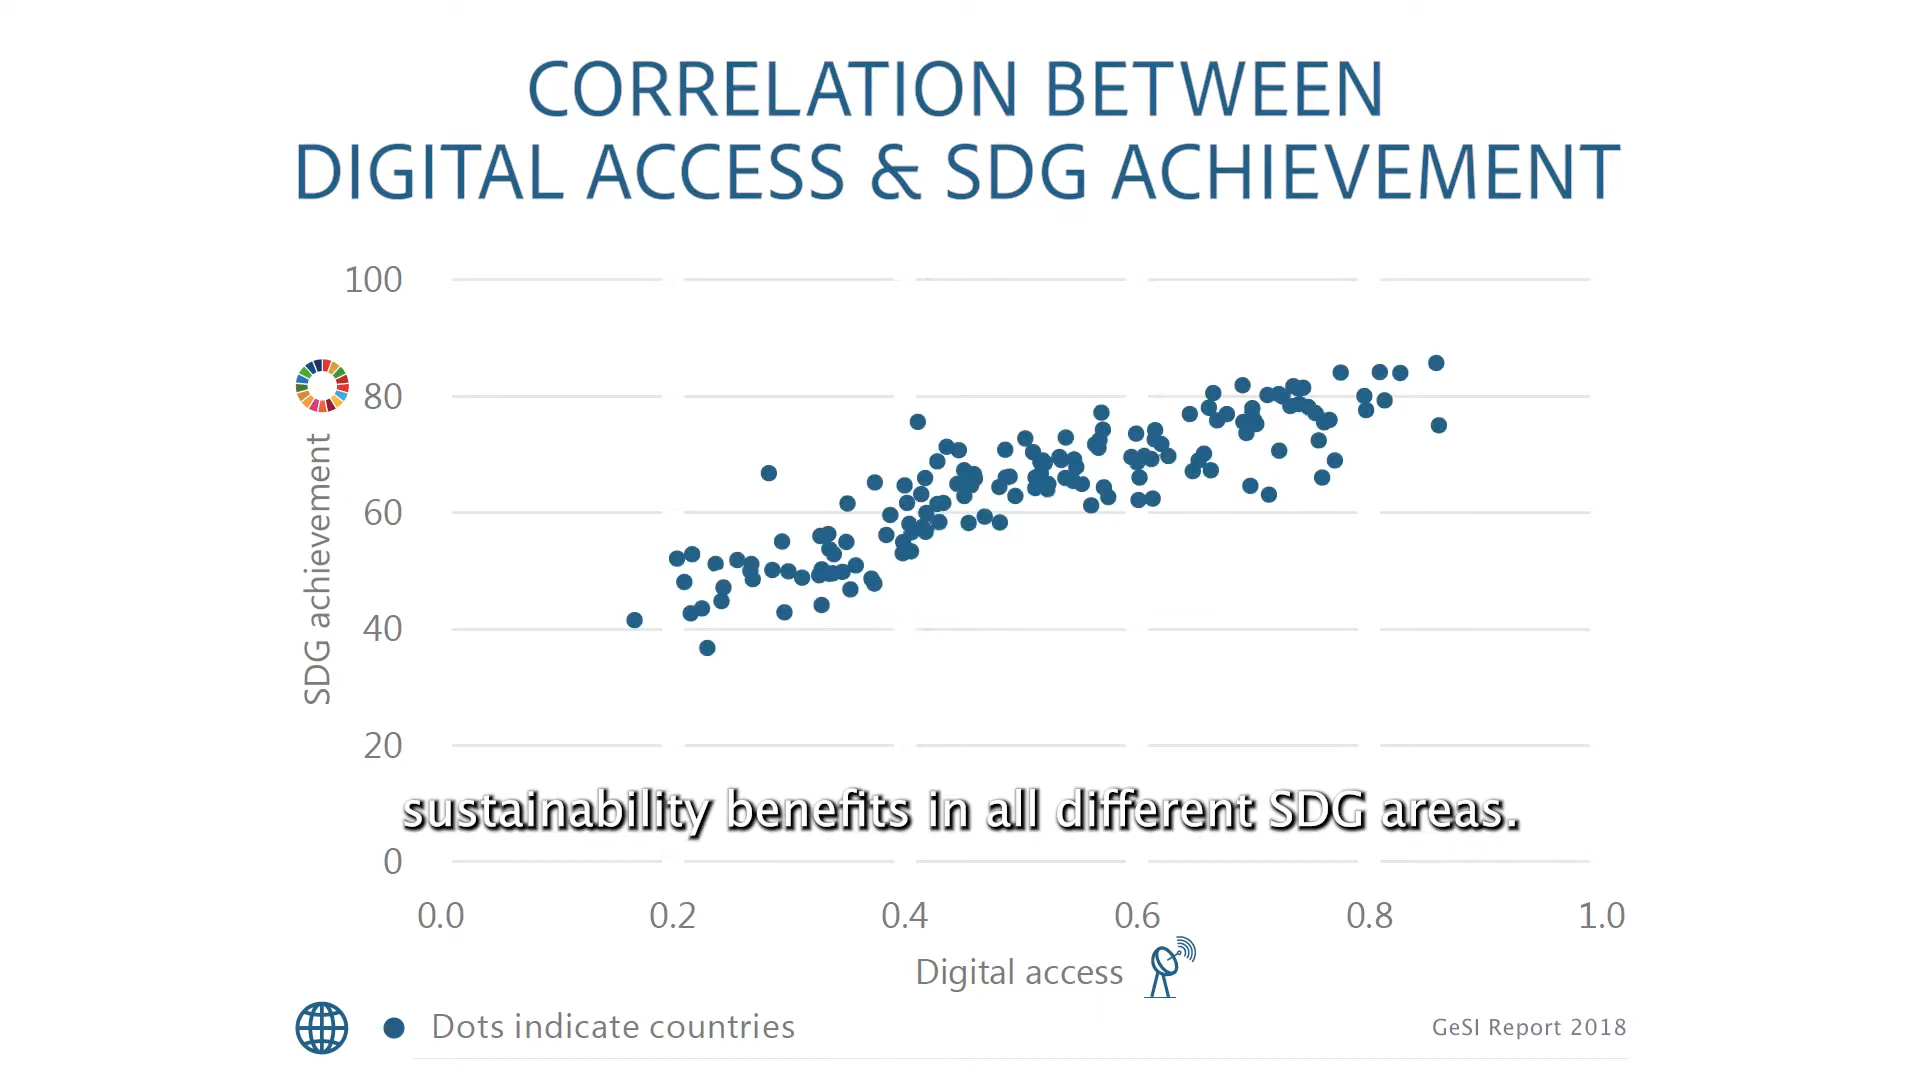 CORRELATION BETWEEN
DIGITAL ACCESS & SDG ACHIEVEMENT
100
80
60
40
20
0
SDG achievement
sustainability benefits in all different SDG areas.
0.0 0.2 0.4 0.6 0.8 1.0
Digital access
Dots indicate countries
GeSI Report 2018